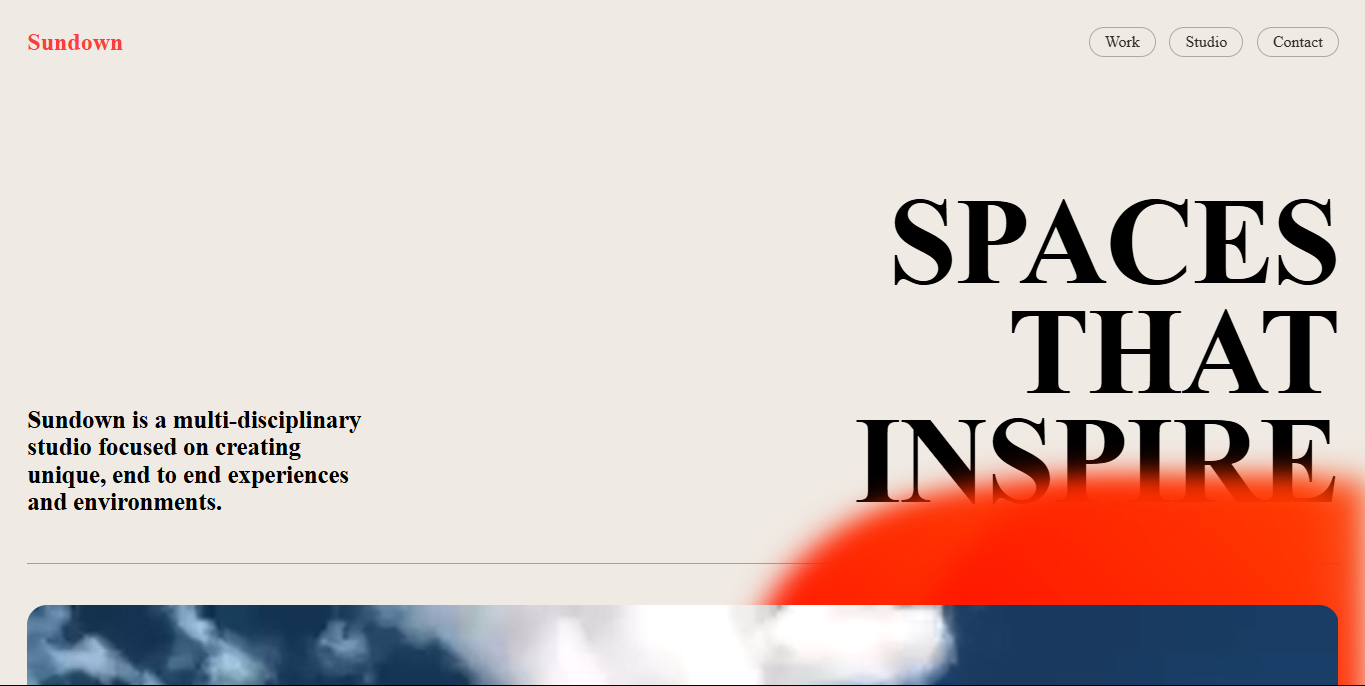 Sundown
Work
Studio
Contact
SPACES
THAT
INSPIRE
Sundown is a multi-disciplinary
studio focused on creating
unique, end to end experiences
and environments.